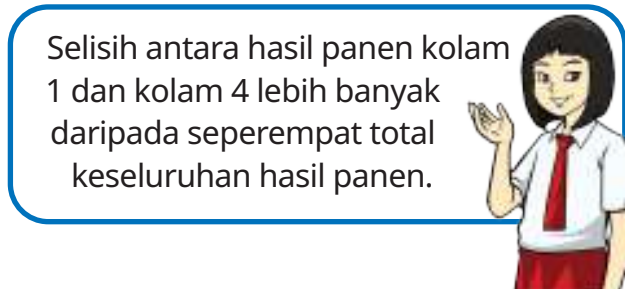 Selisih antara hasil panen kolam
1 dan kolam 4 lebih banyak
daripada seperempat total
keseluruhan hasil panen.